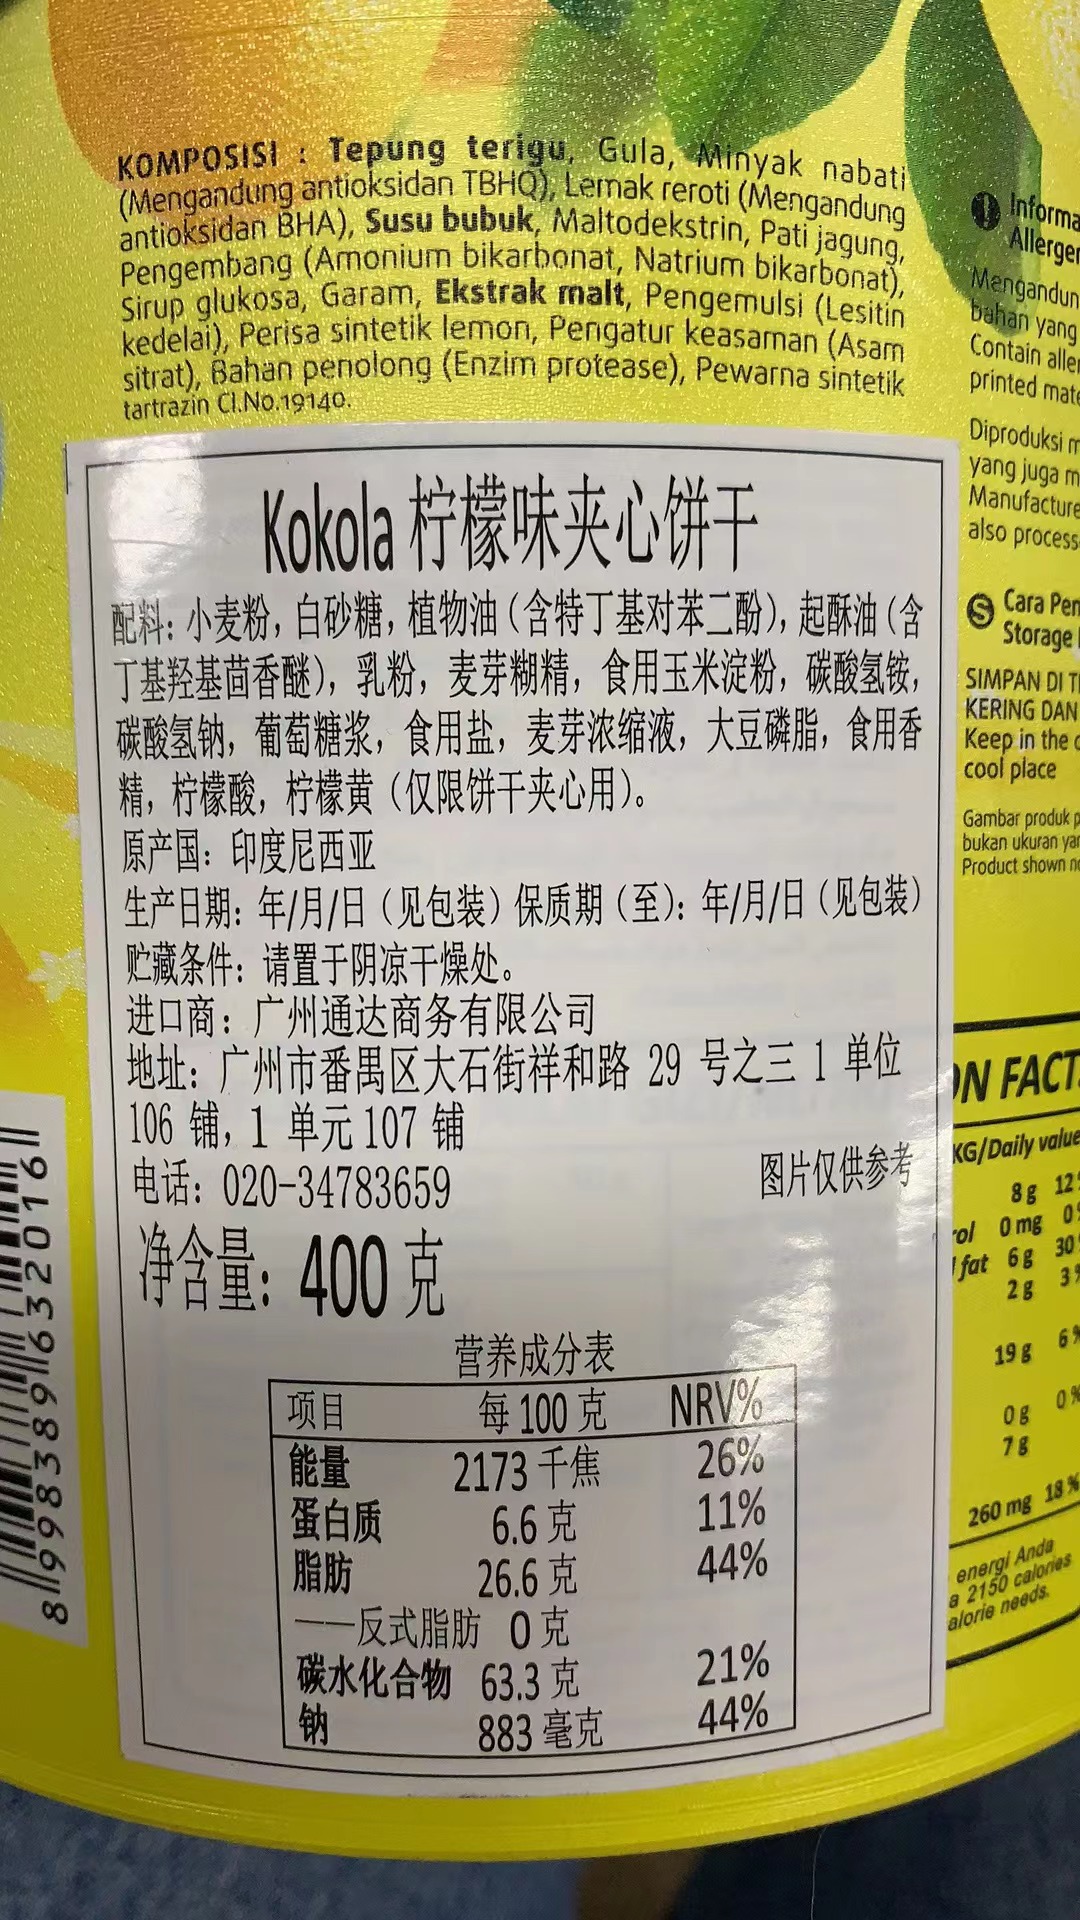 KOMPOSISI : Tepung terigu, Gula, Minyak nabati
(Mengandung antioksidan TBHQ), Lemak reroti (Mengandung
antioksidan BHA), Susu bubuk, Maltodekstrin, Pati jagung,
Pengembang (Amonium bikarbonat, Natrium bikarbonat),
Sirup glukosa, Garam, Ekstrak malt, Pengemulsi (Lesitin
kedelai), Perisa sintetik lemon, Pengatur keasaman (Asam
sitrat), Bahan penolong (Enzim protease), Pewarna sintetik
tartrazin CI.No.19140.
Kokola 柠檬味夹心饼干
配料：小麦粉，白砂糖，植物油（含特丁基对苯二酚），起酥油（含
丁基羟基茴香醚），乳粉，麦芽糊精，食用玉米淀粉，碳酸氢铵，
碳酸氢钠，葡萄糖浆，食用盐，麦芽浓缩液，大豆磷脂，食用香
精，柠檬酸，柠檬黄（仅限饼干夹心用）。
原产国：印度尼西亚
生产日期：年/月/日（见包装）保质期（至）：年/月/日（见包装）
贮藏条件：请置于阴凉干燥处。
进口商：广州通达商务有限公司
地址：广州市番禺区大石街祥和路 29 号之三 1 单位
106 铺，1 单元 107 铺
电话：020-34783659
图片仅供参考
净含量：400 克
营养成分表
项目 每 100 克 NRV%
能量 2173 千焦 26%
蛋白质 6.6 克 11%
脂肪 26.6 克 44%
——反式脂肪 0 克
碳水化合物 63.3 克 21%
钠 883 毫克 44%
8998389632016
Informa
Allerge
Mengandun
bahan yang
Contain alle
printed mat
Diproduksi
yang juga
Manufacture
also process
Cara Pen
Storage
SIMPAN DI
KERING DAN
Keep in the
cool place
Gambar produk
bukan ukuran
Product shown
ON FACT
KG/Daily value
8 g 12
rol 0 mg 0
fat 6 g 30
2 g 3
19 g 6%
0 g 0%
7 g
260 mg 18 %
energi Anda
a 2150 calories
alorie needs.